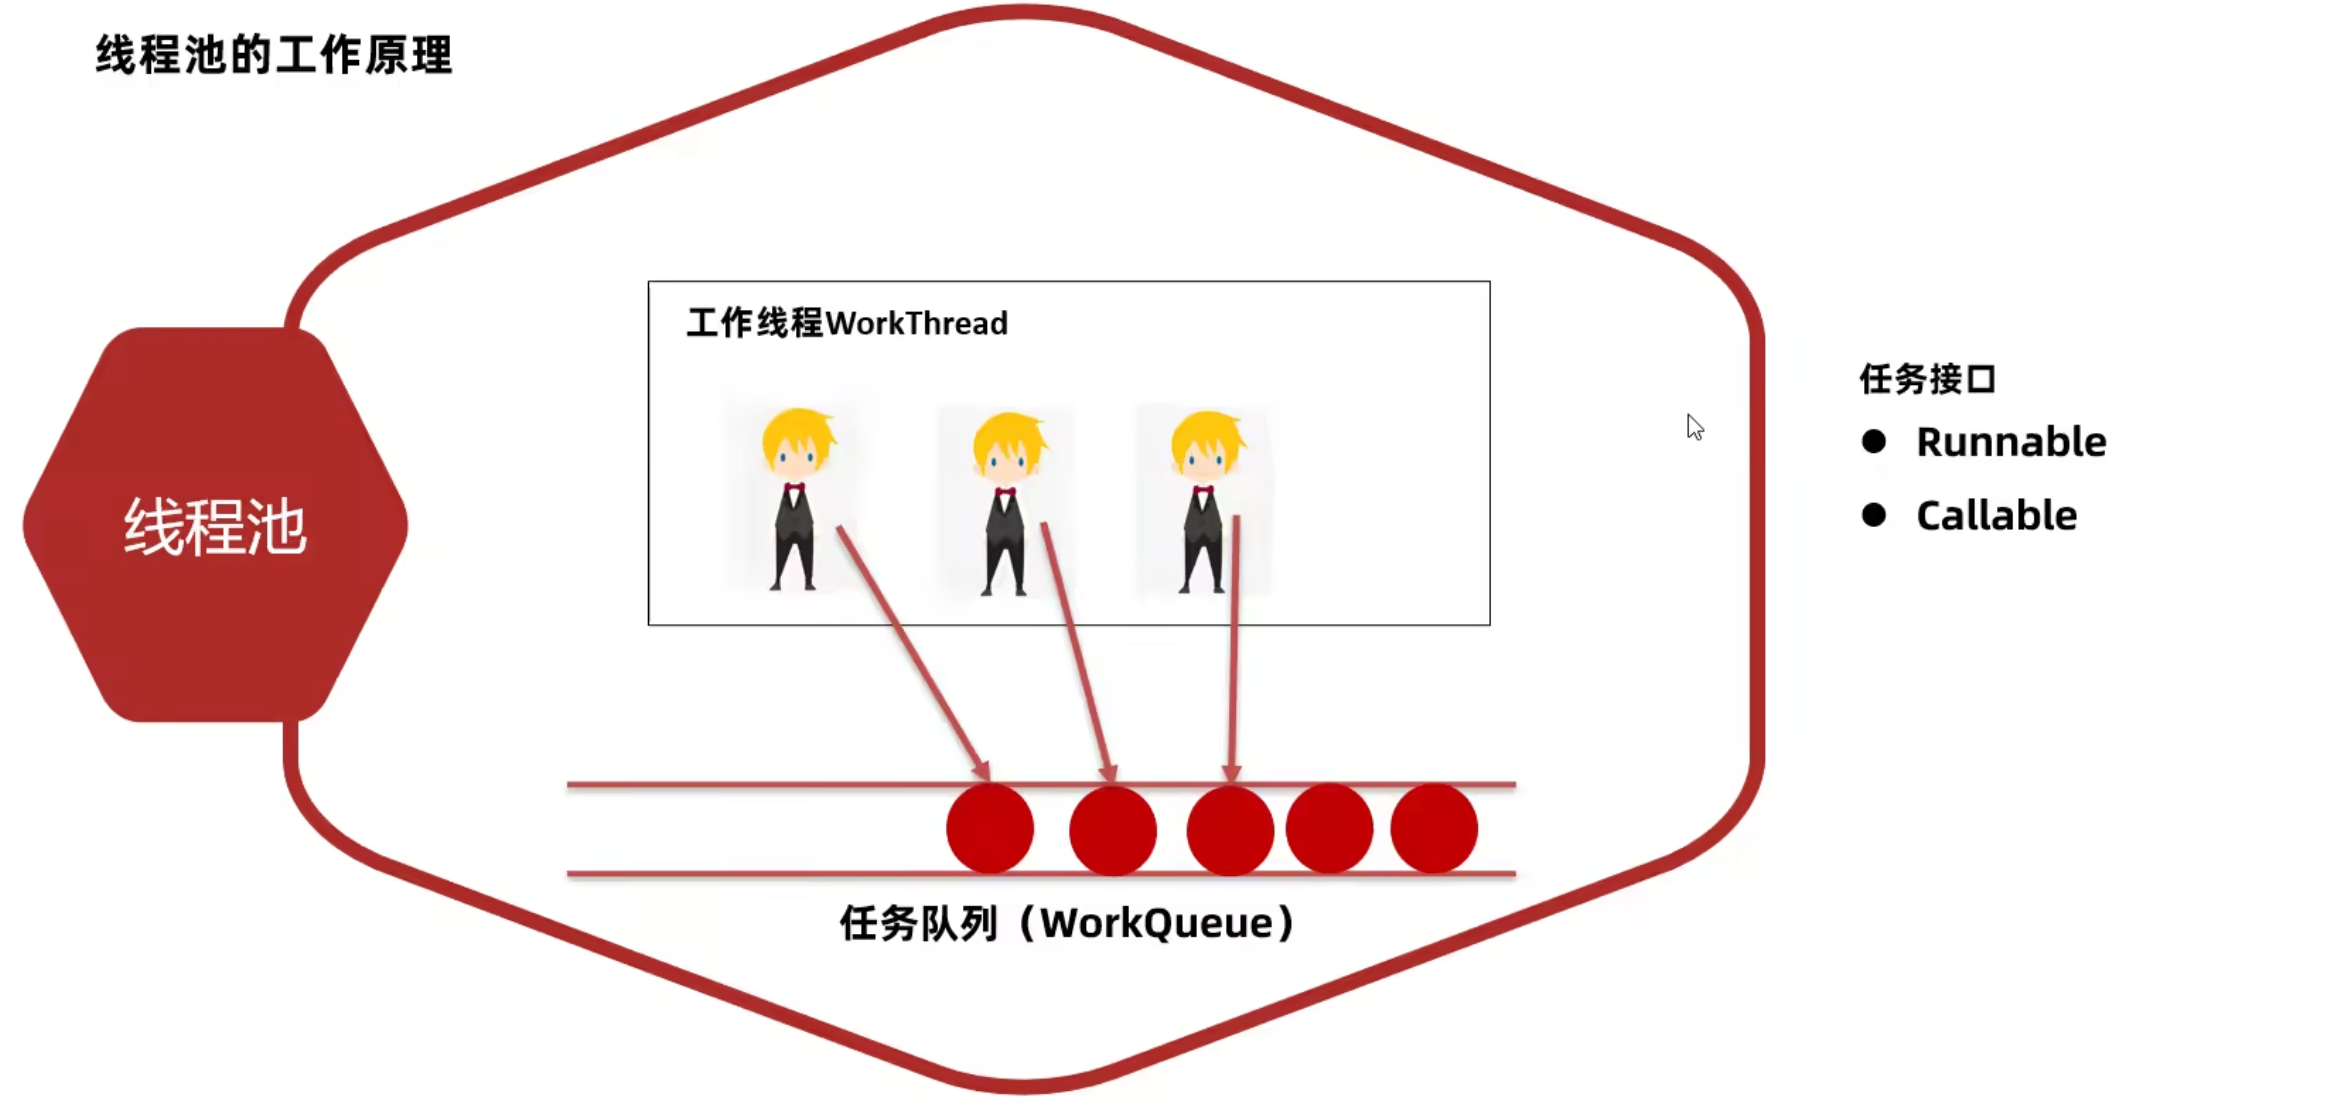 线程池的工作原理
线程池
工作线程WorkThread
任务队列（WorkQueue）
任务接口
● Runnable
● Callable